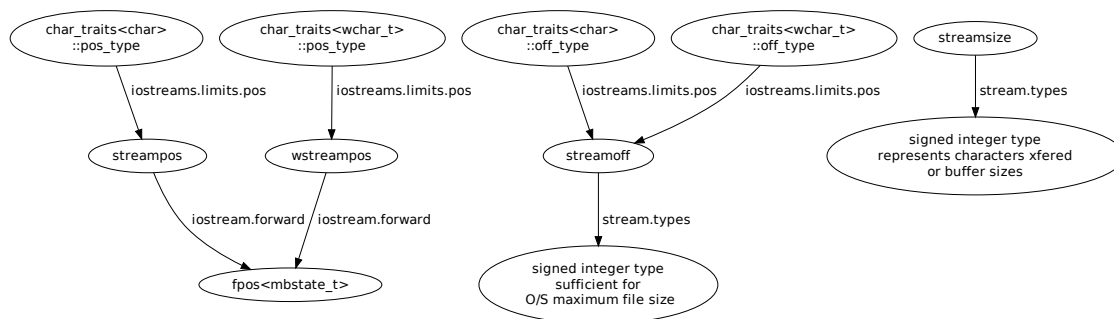 char_traits<char>
::pos_type
char_traits<wchar_t>
::pos_type
char_traits<char>
::off_type
char_traits<wchar_t>
::off_type
streamsize
iostreams.limits.pos
iostreams.limits.pos
iostreams.limits.pos
iostreams.limits.pos
stream.types
streampos
wstreampos
streamoff
signed integer type
represents characters xfered
or buffer sizes
iostream.forward
iostream.forward
stream.types
fpos<mbstate_t>
signed integer type
sufficient for
O/S maximum file size